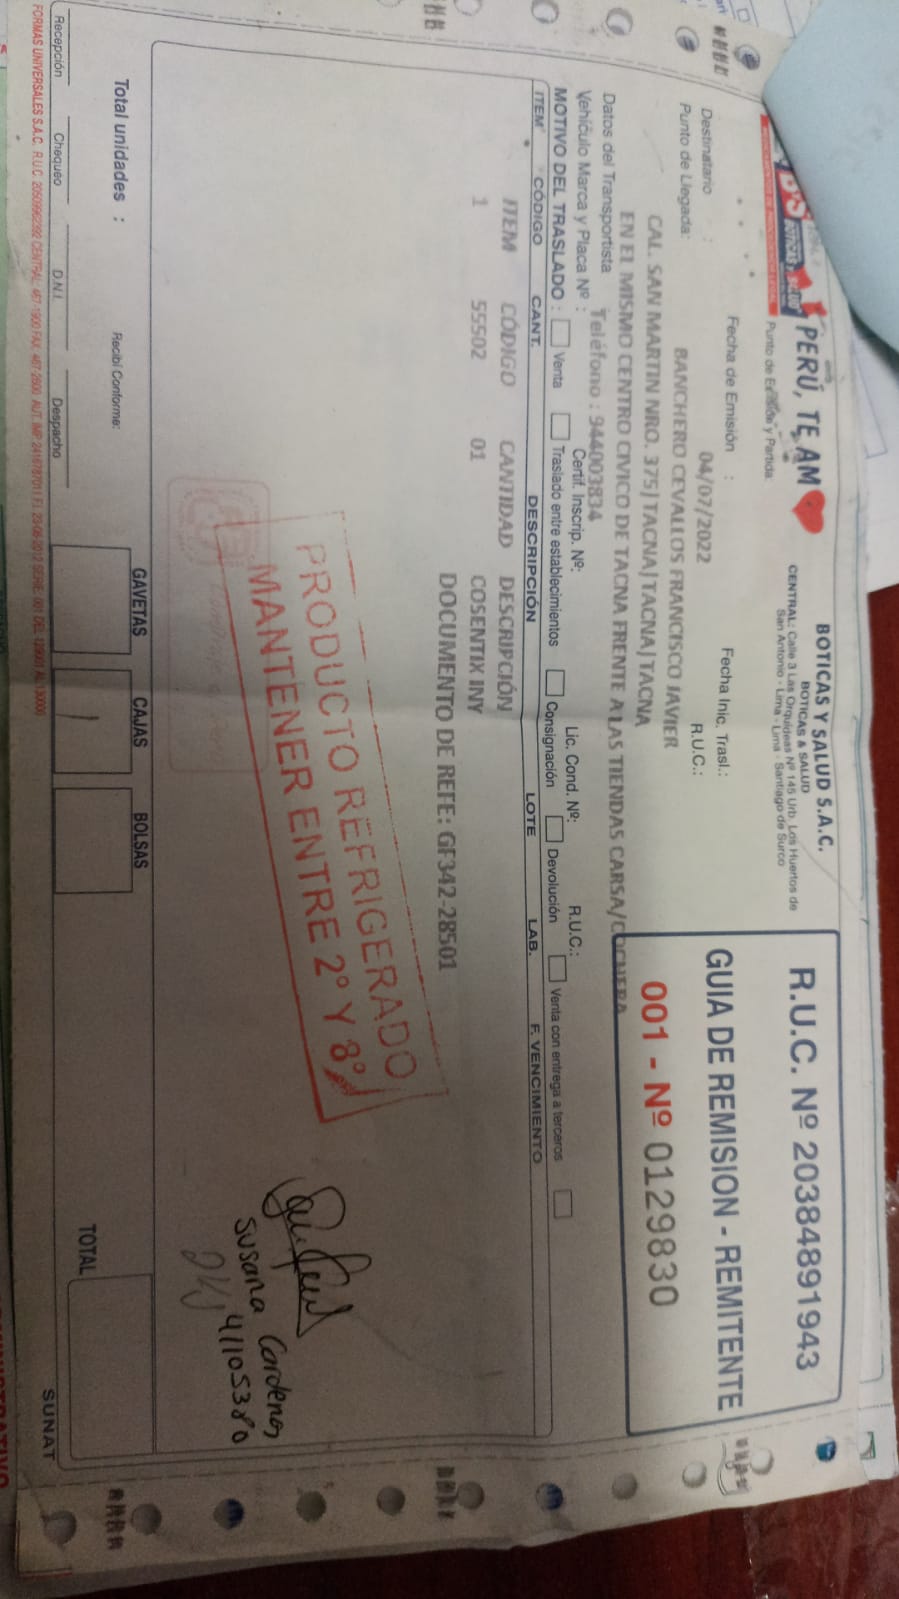 PERÚ, TE AMO
BOTICAS Y SALUD S.A.C.
BOTICAS & SALUD
CENTRAL: Calle 3 Las Orquideas Nº 145 Urb. Los Huertos de
San Antonio - Lima - Lima - Santiago de Surco
R.U.C. Nº 20384891943
GUIA DE REMISION - REMITENTE
001 - Nº 0129830
Punto de Emisión y Partida:
Fecha de Emisión : 04/07/2022 Fecha Inic. Trasl.:
Destinatario : BANCHERO CEVALLOS FRANCISCO JAVIER R.U.C.:
Punto de Llegada: CAL. SAN MARTIN NRO. 375|TACNA|TACNA|TACNA
EN EL MISMO CENTRO CIVICO DE TACNA FRENTE A LAS TIENDAS CARSA/COCHERA
Datos del Transportista Teléfono : 944003834
Vehículo Marca y Placa Nº : Certif. Inscrip. Nº: Lic. Cond. Nº: R.U.C.:
MOTIVO DEL TRASLADO : Venta Traslado entre establecimientos Consignación Devolución Venta con entrega a terceros
ITEM CÓDIGO CANT. DESCRIPCIÓN LOTE LAB. F. VENCIMIENTO
ITEM CÓDIGO CANTIDAD DESCRIPCIÓN
1 55502 01 COSENTIX INY
DOCUMENTO DE REFE: GF342-28501
PRODUCTO REFRIGERADO
MANTENER ENTRE 2° Y 8°
Susana Cardenas
41105380
Total unidades :
Recibí Conforme:
GAVETAS CAJAS BOLSAS
TOTAL
Recepción Chequeo D.N.I. Despacho
SUNAT
FORMAS UNIVERSALES S.A.C.